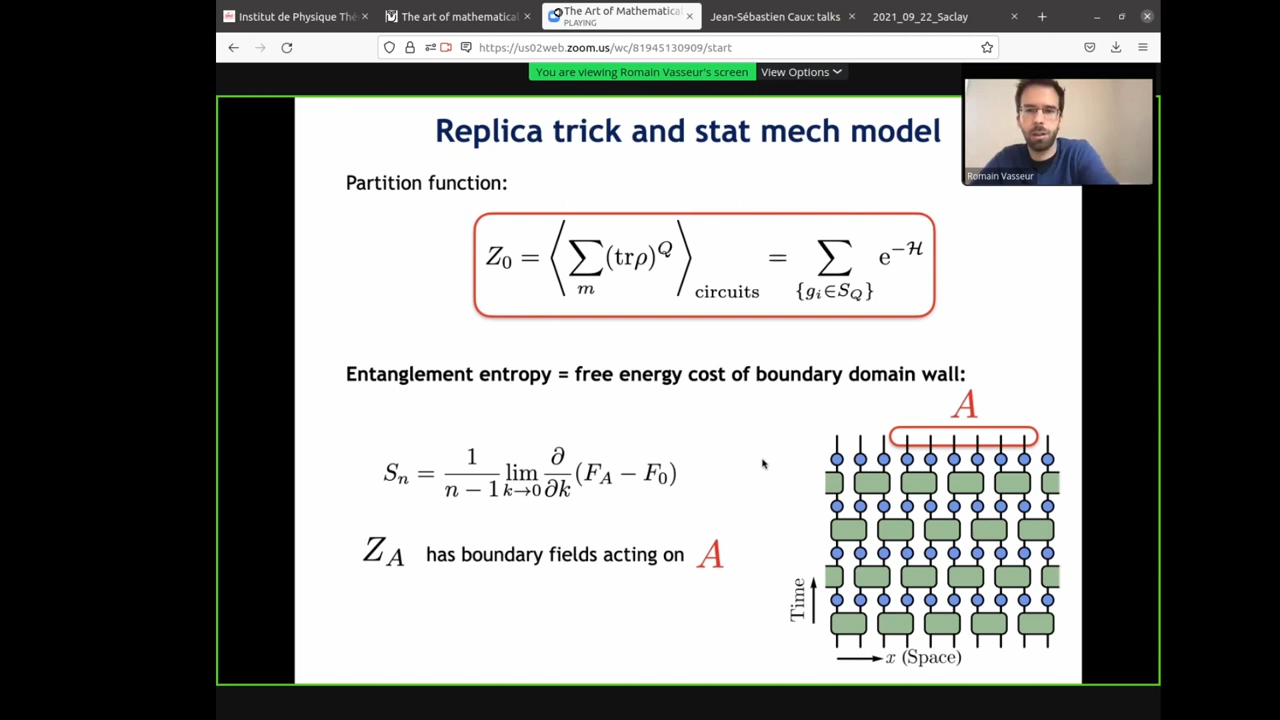 Institut de Physique Thé
The art of mathematical
The Art of Mathematica
PLAYING
Jean-Sébastien Caux: talks
2021_09_22_Saclay
https://us02web.zoom.us/wc/81945130909/start
You are viewing Romain Vasseur's screen
View Options
Romain Vasseur
Replica trick and stat mech model
Partition function:
Z_0 = ⟨ ∑_m (trρ)^Q ⟩_circuits = ∑_{{g_i∈S_Q}} e^{−ℋ}
Entanglement entropy = free energy cost of boundary domain wall:
A
S_n = \frac{1}{n − 1} \lim_{k→0} \frac{∂}{∂k} (F_A − F_0)
Z_A has boundary fields acting on A
Time
x (Space)